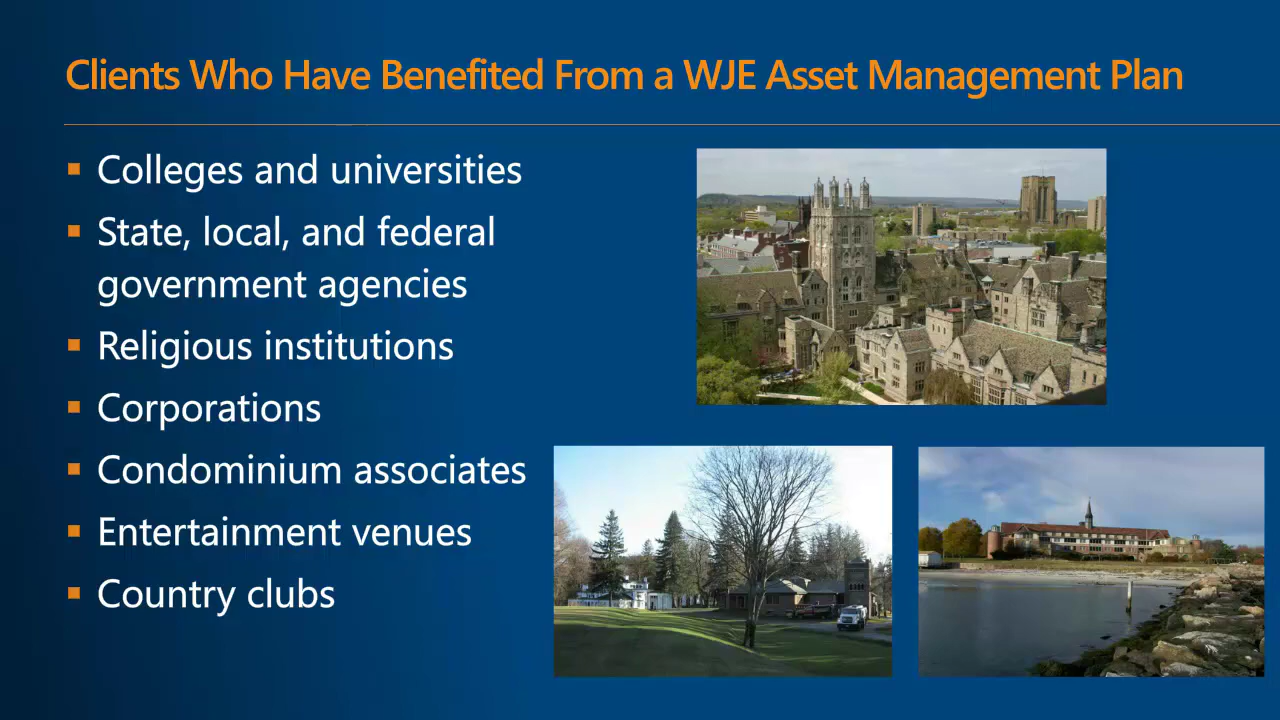 Clients Who Have Benefited From a WJE Asset Management Plan
Colleges and universities
State, local, and federal
government agencies
Religious institutions
Corporations
Condominium associates
Entertainment venues
Country clubs